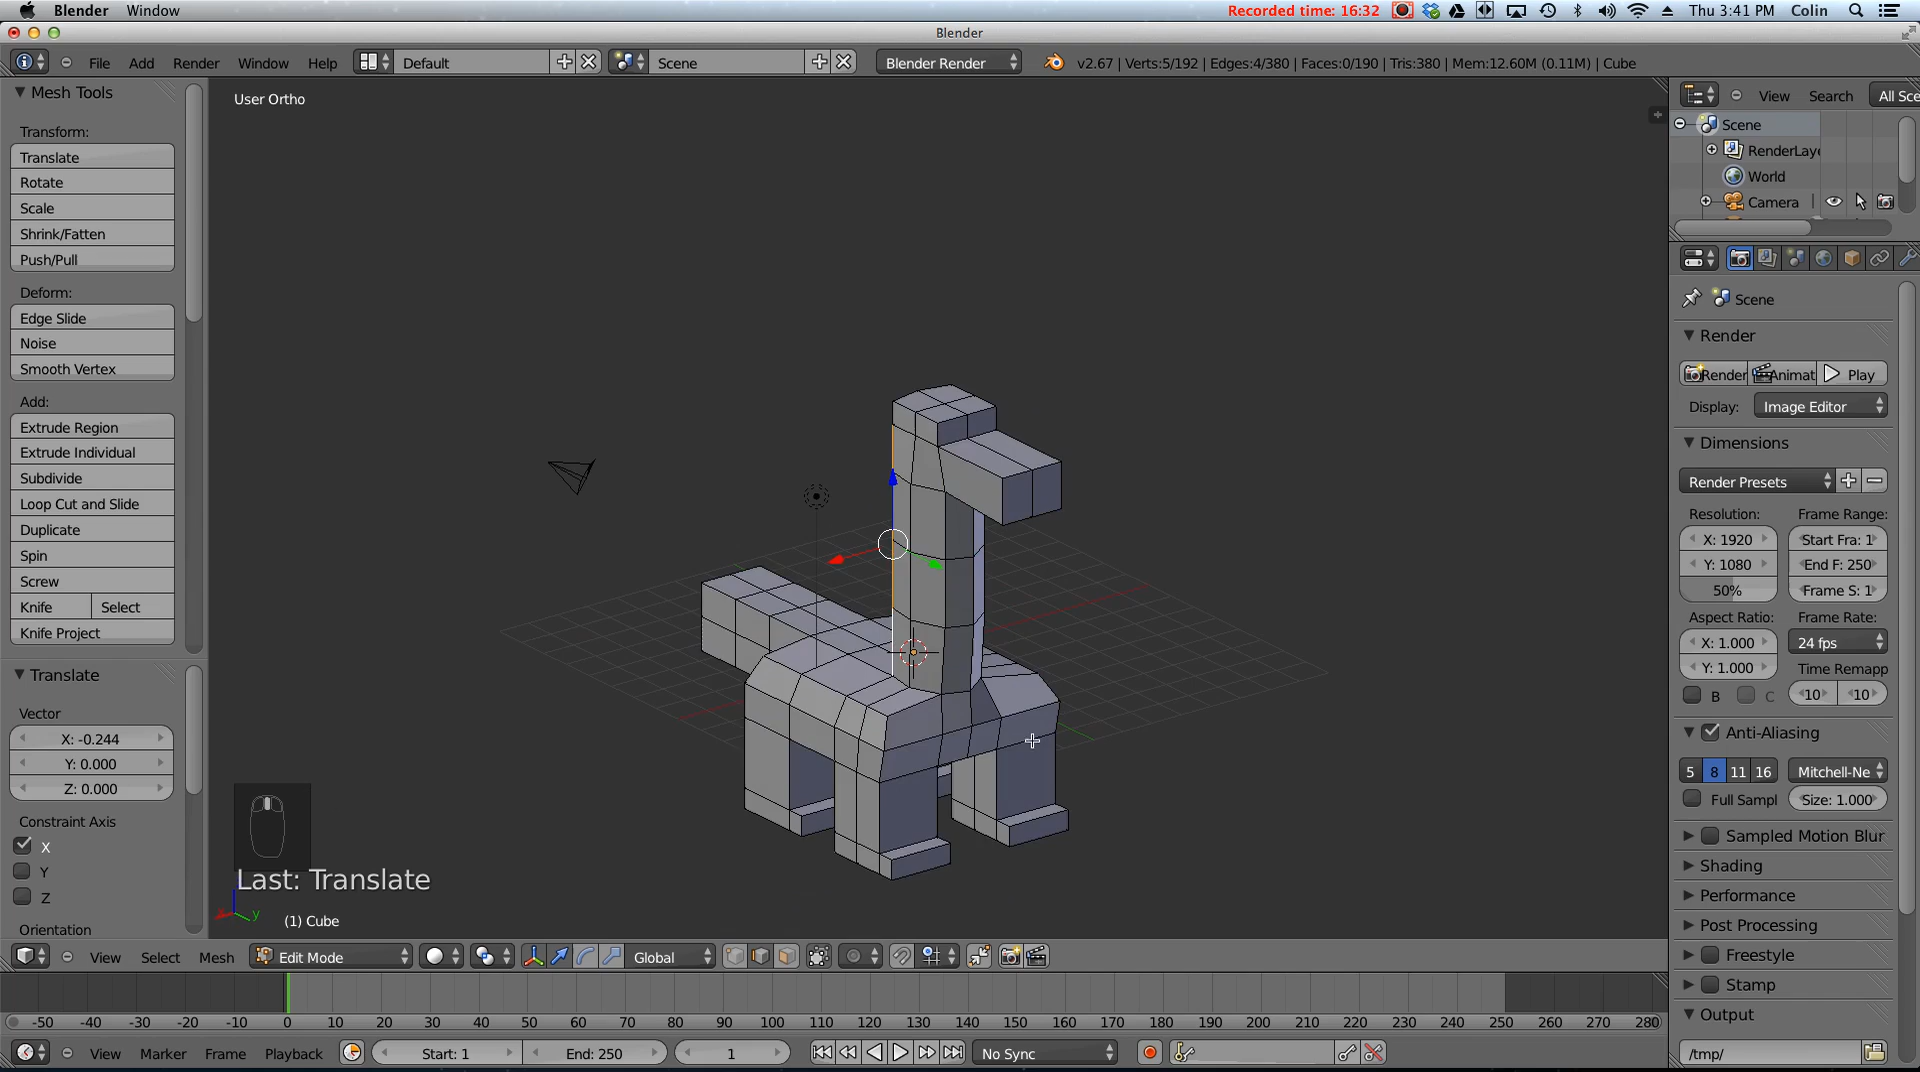 Blender Window Recorded time: 16:32 Thu 3:41 PM Colin
Blender
File Add Render Window Help Default Scene Blender Render v2.67 | Verts:5/192 | Edges:4/380 | Faces:0/190 | Tris:380 | Mem:12.60M (0.11M) | Cube
Mesh Tools
Transform:
Translate
Rotate
Scale
Shrink/Fatten
Push/Pull
Deform:
Edge Slide
Noise
Smooth Vertex
Add:
Extrude Region
Extrude Individual
Subdivide
Loop Cut and Slide
Duplicate
Spin
Screw
Knife Select
Knife Project
Translate
Vector
X: -0.244
Y: 0.000
Z: 0.000
Constraint Axis
X
Y
Z
Orientation
User Ortho
Last: Translate
y
(1) Cube
View Select Mesh Edit Mode Global
View Search All Sce
Scene
RenderLaye
World
Camera
Scene
Render
Render Animat Play
Display: Image Editor
Dimensions
Render Presets
Resolution: Frame Range:
X: 1920 Start Fra: 1
Y: 1080 End F: 250
50% Frame S: 1
Aspect Ratio: Frame Rate:
X: 1.000 24 fps
Y: 1.000 Time Remapp
B C 10 10
Anti-Aliasing
5 8 11 16 Mitchell-Ne
Full Sampl Size: 1.000
Sampled Motion Blur
Shading
Performance
Post Processing
Freestyle
Stamp
Output
/tmp/
-50 -40 -30 -20 -10 0 10 20 30 40 50 60 70 80 90 100 110 120 130 140 150 160 170 180 190 200 210 220 230 240 250 260 270 280
View Marker Frame Playback Start: 1 End: 250 1 No Sync